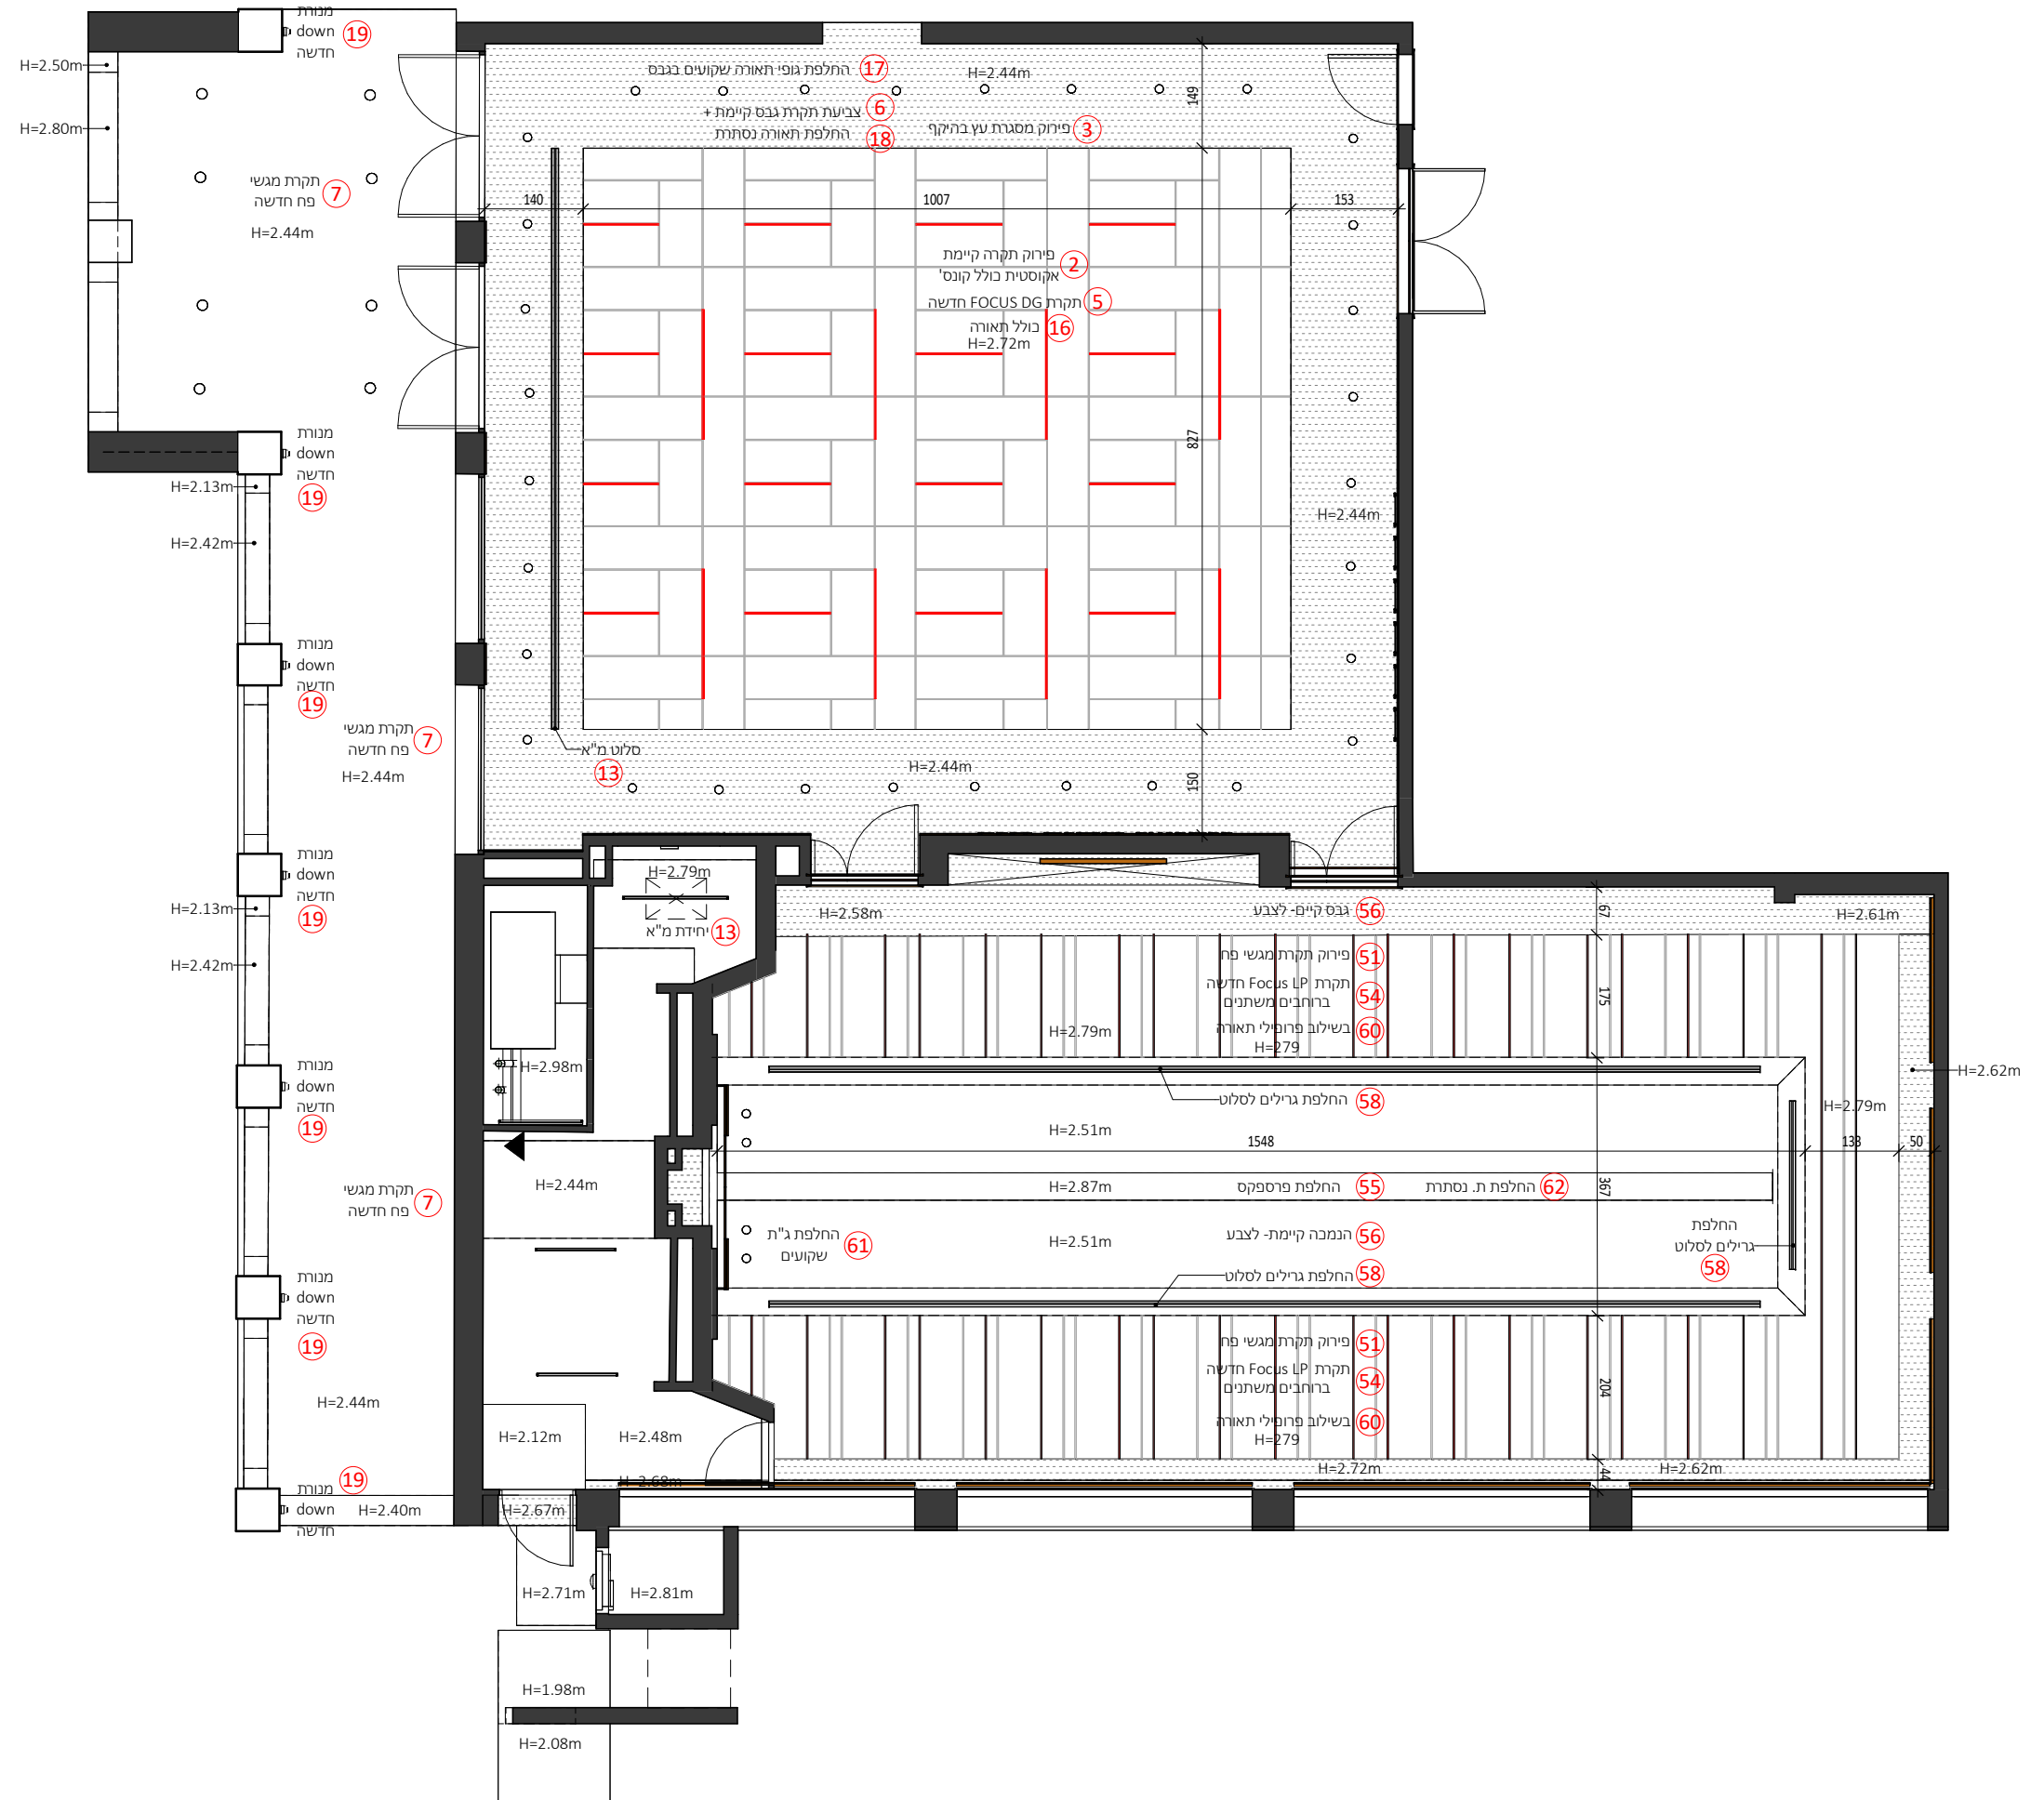 מנורת
down
חדשה
19
H=2.50m
H=2.80m
תקרת מגשי
פח חדשה
7
H=2.44m
החלפת גופי תאורה שקועים בגבס 17
H=2.44m
צביעת תקרת גבס קיימת + 6
החלפת תאורה נסתרת 18
פירוק מסגרת עץ בהיקף 3
149
140
1007
153
פירוק תקרה קיימת
אקוסטית כולל קונס'
2
תקרת FOCUS DG חדשה 5
כולל תאורה 16
H=2.72m
827
H=2.44m
מנורת
down
חדשה
19
H=2.13m
H=2.42m
מנורת
down
חדשה
19
תקרת מגשי
פח חדשה
7
H=2.44m
סלוט מ"א
13
H=2.44m
150
מנורת
down
חדשה
19
H=2.13m
H=2.42m
H=2.79m
יחידת מ"א 13
H=2.98m
H=2.58m
גבס קיים- לצבע 56
67
H=2.61m
פירוק תקרת מגשי פח 51
תקרת Focus LP חדשה
ברוחבים משתנים
54
175
H=2.79m
בשילוב פרופילי תאורה 60
H=279
H=2.62m
החלפת גרילים לסלוט 58
H=2.79m
מנורת
down
חדשה
19
H=2.51m
1548
133
50
תקרת מגשי
פח חדשה
7
H=2.44m
H=2.87m
החלפת פרספקס 55
החלפת ת. נסתרת 62
367
החלפת ג"ת
שקועים
61
H=2.51m
הנמכה קיימת- לצבע 56
החלפת
גרילים לסלוט
58
החלפת גרילים לסלוט 58
מנורת
down
חדשה
19
פירוק תקרת מגשי פח 51
תקרת Focus LP חדשה
ברוחבים משתנים
54
204
בשילוב פרופילי תאורה 60
H=279
H=2.44m
H=2.12m
H=2.48m
H=2.68m
H=2.72m
H=2.62m
44
19
מנורת
down
חדשה
H=2.40m
H=2.67m
H=2.71m
H=2.81m
H=1.98m
H=2.08m